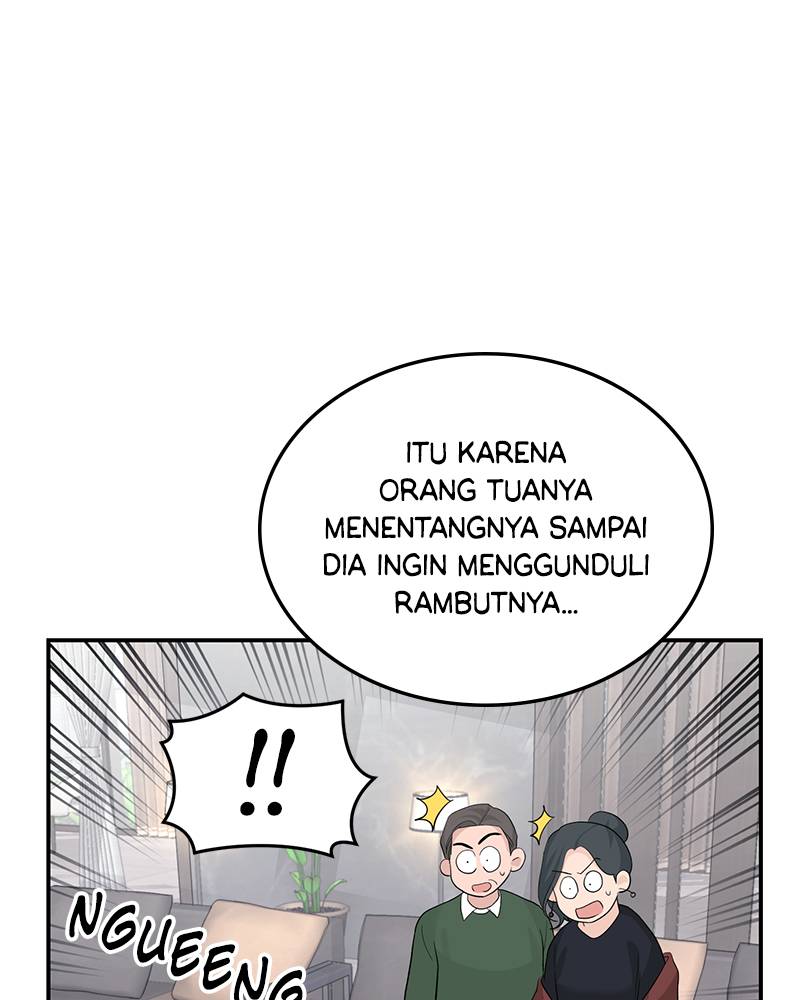 ITU KARENA
ORANG TUANYA
MENENTANGNYA SAMPAI
DIA INGIN MENGGUNDULI
RAMBUTNYA...
!!
NGUEENG